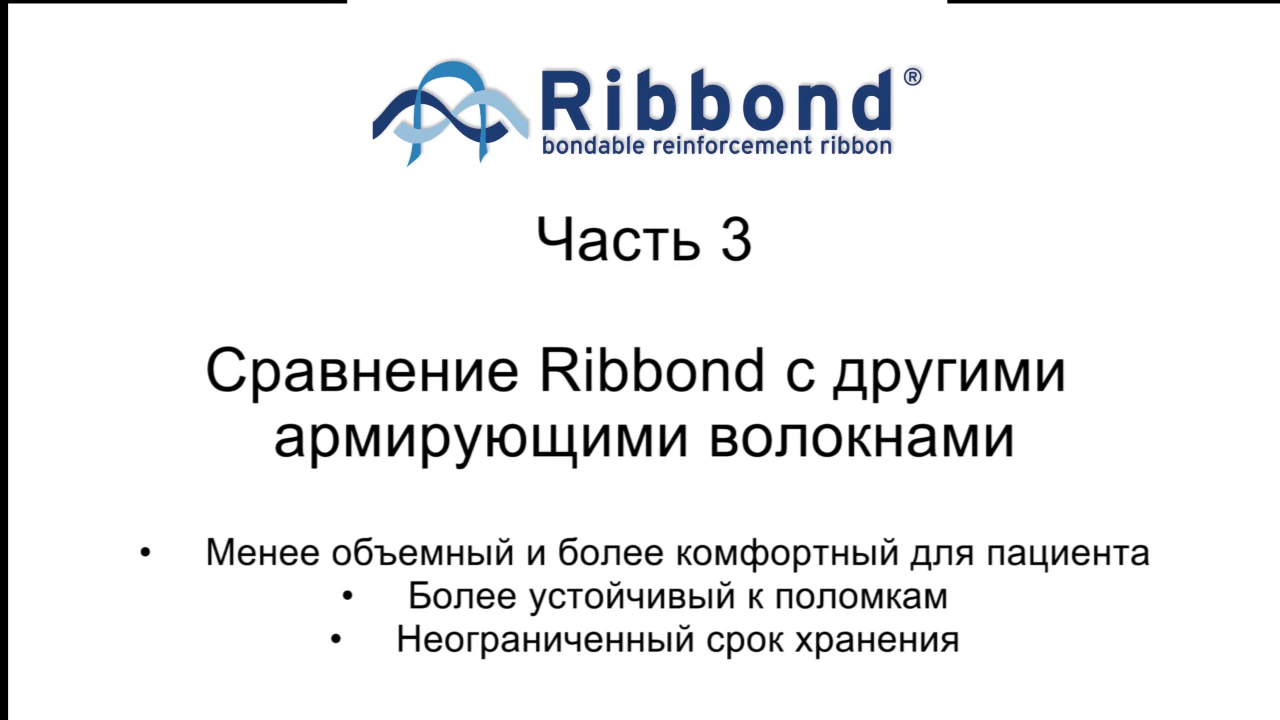 Ribbond®
bondable reinforcement ribbon
Часть 3
Сравнение Ribbond с другими
армирующими волокнами
• Менее объемный и более комфортный для пациента
• Более устойчивый к поломкам
• Неограниченный срок хранения